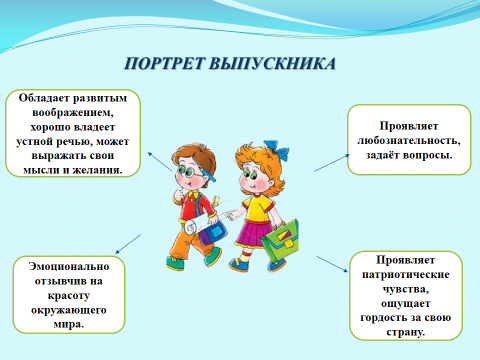 ПОРТРЕТ ВЫПУСКНИКА
Обладает развитым
воображением,
хорошо владеет
устной речью, может
выражать свои
мысли и желания.
Проявляет
любознательность,
задаёт вопросы.
Эмоционально
отзывчив на
красоту
окружающего
мира.
Проявляет
патриотические
чувства,
ощущает
гордость за свою
страну.